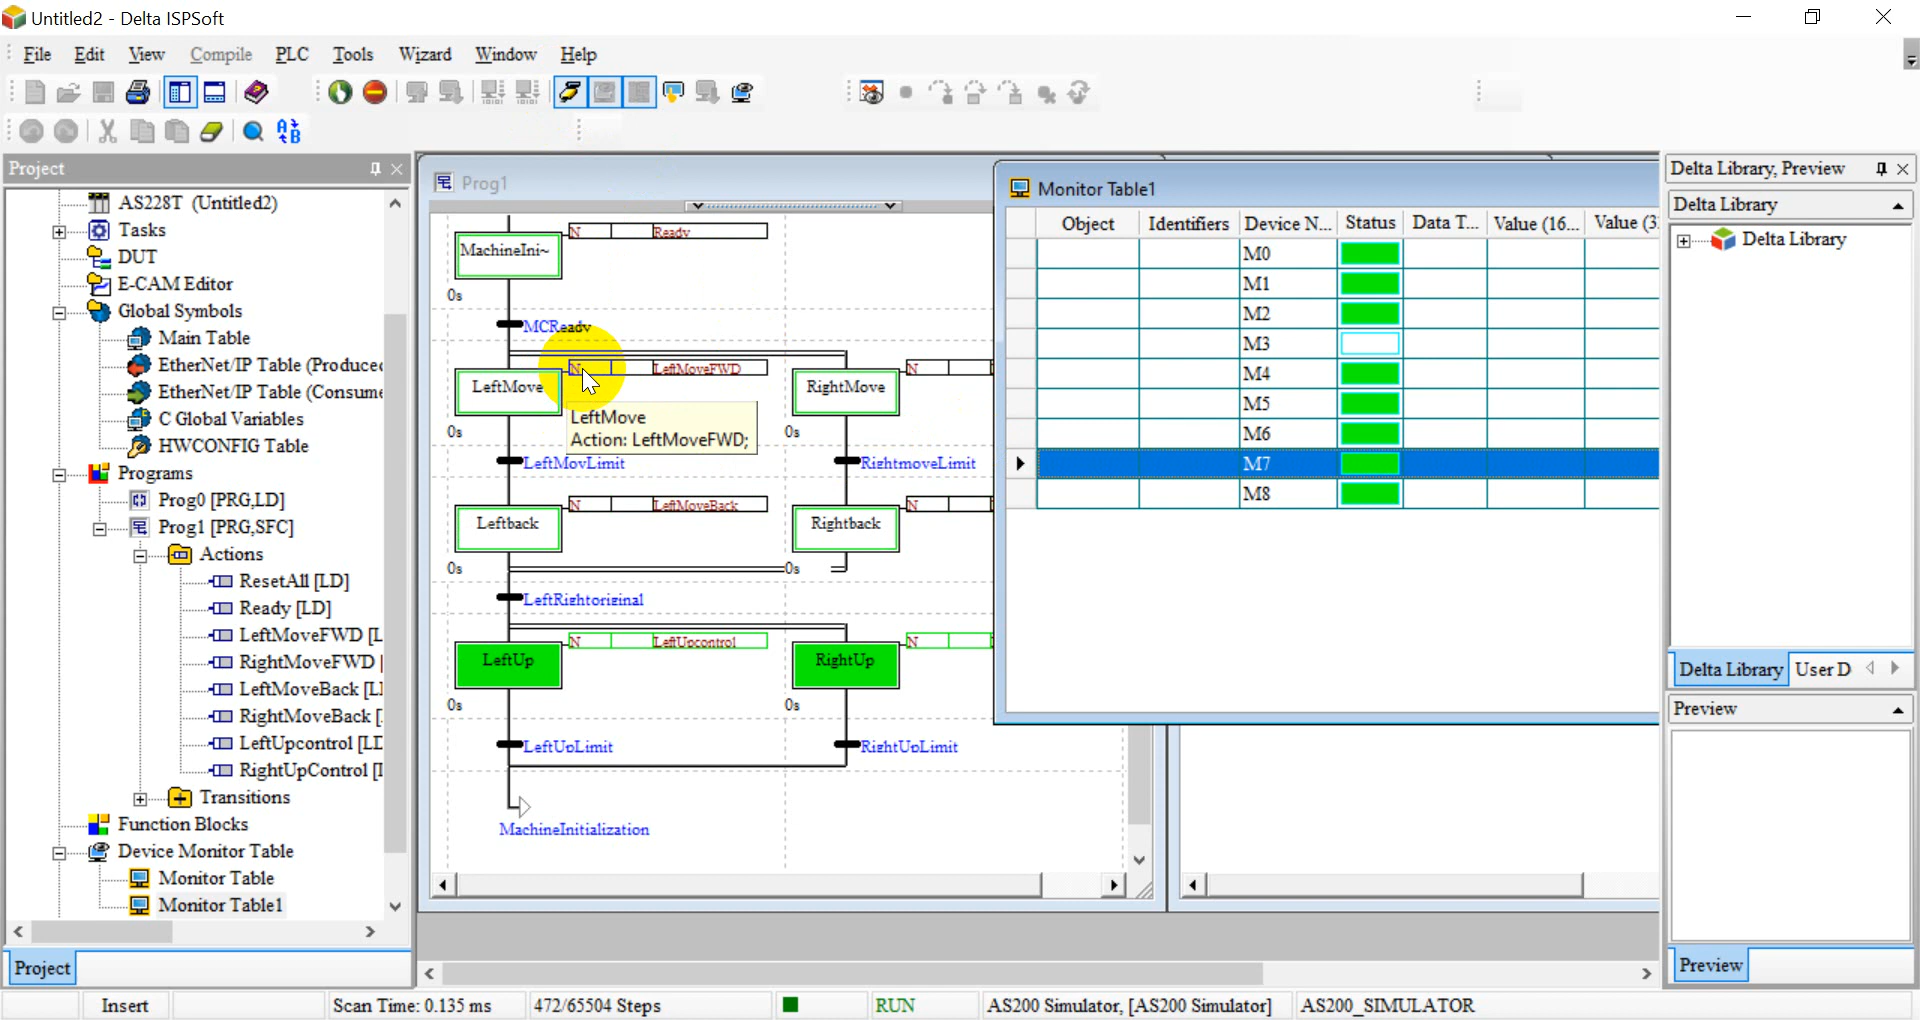 Untitled2 - Delta ISPSoft
File Edit View Compile PLC Tools Wizard Window Help
Project
AS228T (Untitled2)
Tasks
DUT
E-CAM Editor
Global Symbols
Main Table
EtherNet/IP Table (Produce
EtherNet/IP Table (Consume
C Global Variables
HWCONFIG Table
Programs
Prog0 [PRG,LD]
Prog1 [PRG,SFC]
Actions
ResetAll [LD]
Ready [LD]
LeftMoveFWD [L
RightMoveFWD [
LeftMoveBack [L
RightMoveBack [
LeftUpcontrol [LD
RightUpControl [
Transitions
Function Blocks
Device Monitor Table
Monitor Table
Monitor Table1
Project
Prog1
MachineIni~
N Ready
0s
MCReady
LeftMove
N LeftMoveFWD
RightMove
N
LeftMove
Action: LeftMoveFWD;
0s
0s
LeftMovLimit
RightmoveLimit
Leftback
N LeftMoveBack
Rightback
N
0s
0s
LeftRightoriginal
LeftUp
N LeftUpcontrol
RightUp
N
0s
0s
LeftUpLimit
RightUpLimit
MachineInitialization
Monitor Table1
Object Identifiers Device N... Status Data T... Value (16... Value (3
M0
M1
M2
M3
M4
M5
M6
M7
M8
Delta Library, Preview
Delta Library
Delta Library
Delta Library User D
Preview
Preview
Insert Scan Time: 0.135 ms 472/65504 Steps RUN AS200 Simulator, [AS200 Simulator] AS200_SIMULATOR